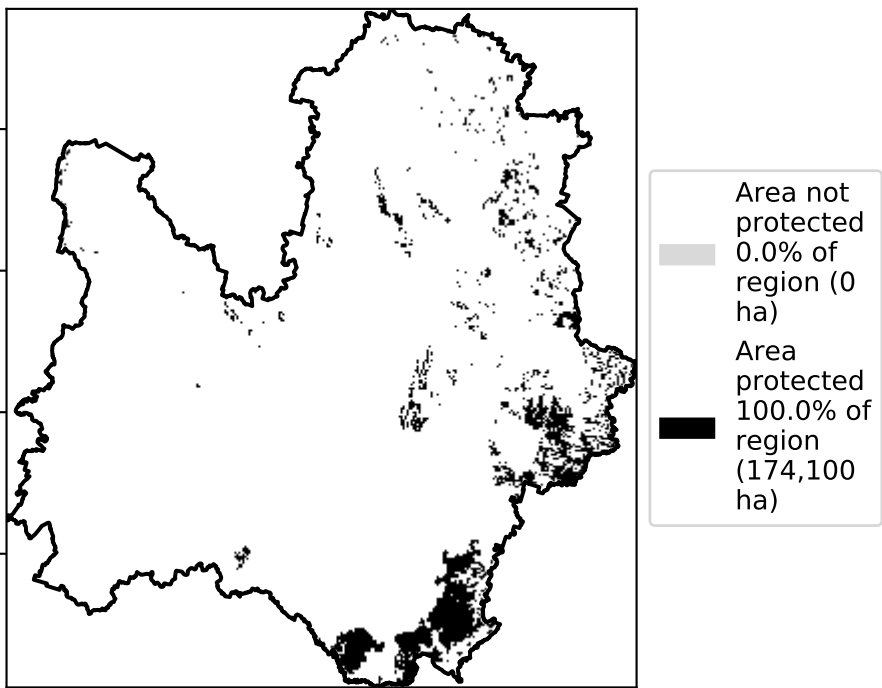 Area not
protected
0.0% of
region (0
ha)
Area
protected
100.0% of
region
(174,100
ha)